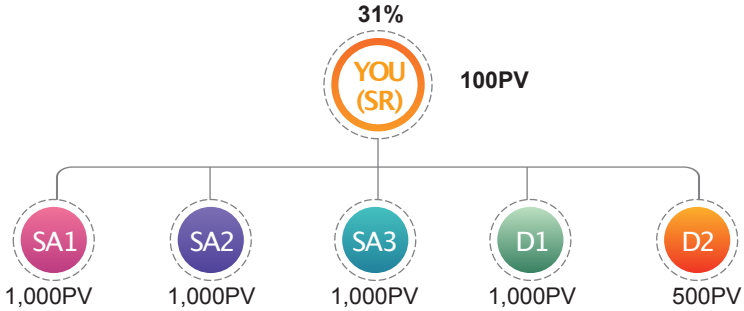 31%
YOU
(SR)
100PV
SA1
SA2
SA3
D1
D2
1,000PV
1,000PV
1,000PV
1,000PV
500PV